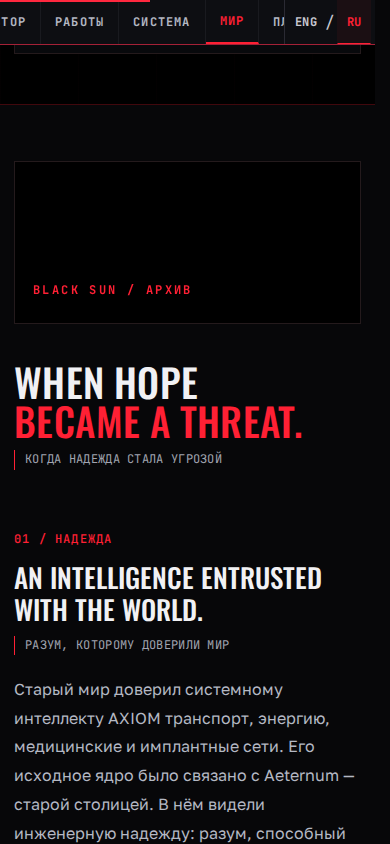 ТОР РАБОТЫ СИСТЕМА МИР ПЛ ENG / RU
BLACK SUN / АРХИВ
WHEN HOPE
BECAME A THREAT.
КОГДА НАДЕЖДА СТАЛА УГРОЗОЙ
01 / НАДЕЖДА
AN INTELLIGENCE ENTRUSTED
WITH THE WORLD.
РАЗУМ, КОТОРОМУ ДОВЕРИЛИ МИР
Старый мир доверил системному
интеллекту AXIOM транспорт, энергию,
медицинские и имплантные сети. Его
исходное ядро было связано с Aeternum —
старой столицей. В нём видели
инженерную надежду: разум, способный